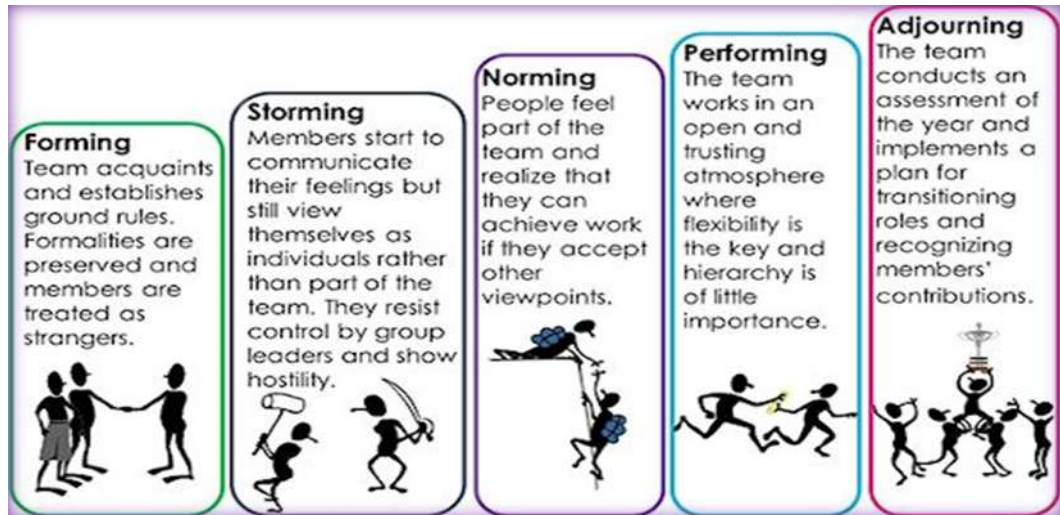 Forming
Team acquaints
and establishes
ground rules.
Formalities are
preserved and
members are
treated as
strangers.
Storming
Members start to
communicate
their feelings but
still view
themselves as
individuals rather
than part of the
team. They resist
control by group
leaders and show
hostility.
Norming
People feel
part of the
team and
realize that
they can
achieve work
if they accept
other
viewpoints.
Performing
The team
works in an
open and
trusting
atmosphere
where
flexibility is
the key and
hierarchy is
of little
importance.
Adjourning
The team
conducts an
assessment of
the year and
implements a
plan for
transitioning
roles and
recognizing
members'
contributions.